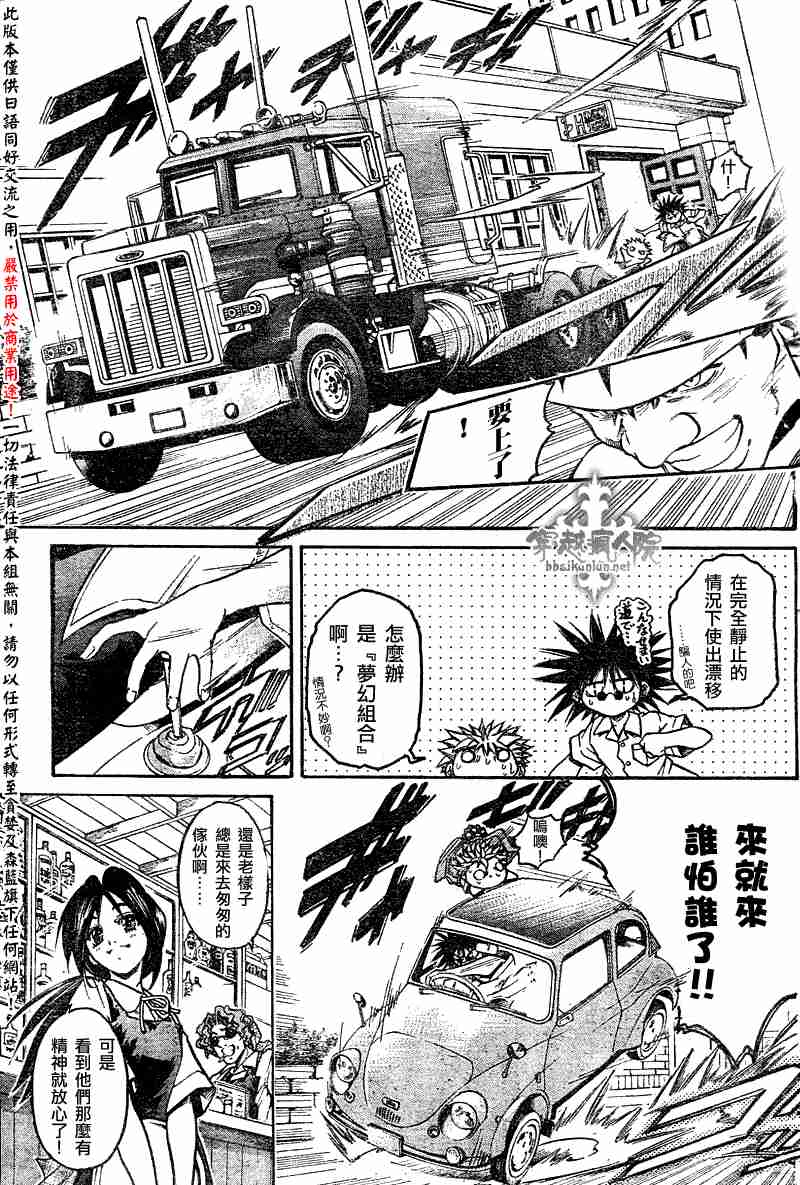 此版本僅供日語同好交流之用，嚴禁用於商業用途！一切法律責任與本組無關，請勿以任何形式轉至貪婪及森藍旗下任何網站！
什！
要上了
！
穿越瘋人院
bbs.ikunlun.net
在完全靜止的
情況下使出漂移
……騙人的吧
こんなせまい
道で…
怎麼辦
是『夢幻組合』
啊…？
情況不妙啊？
來就來
誰怕誰了!!
嗚噢！
還是老樣子
總是來去匆匆的
傢伙啊……
可是
看到他們那麼有
精神就放心了！